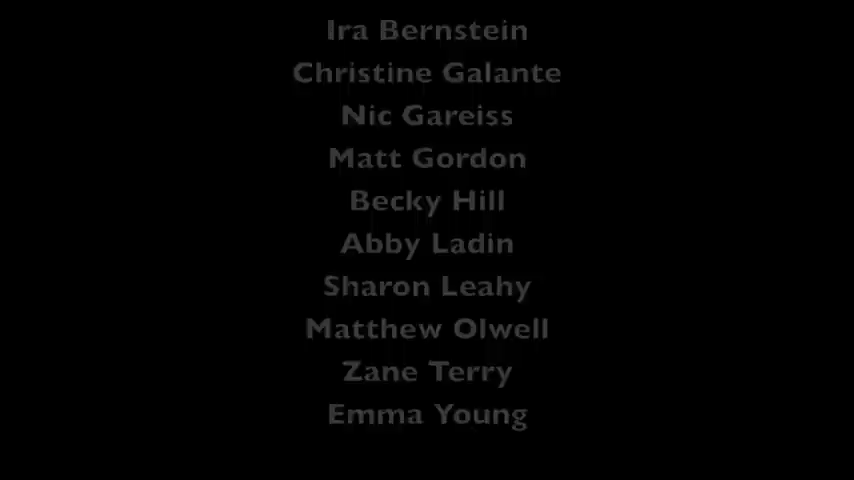 Ira Bernstein
Christine Galante
Nic Gareiss
Matt Gordon
Becky Hill
Abby Ladin
Sharon Leahy
Matthew Olwell
Zane Terry
Emma Young